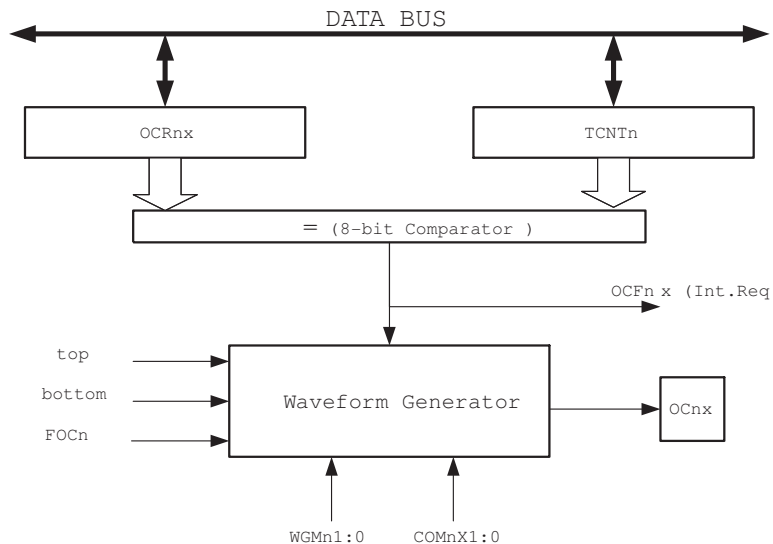 DATA BUS
OCRnx
TCNTn
= (8-bit Comparator )
OCFn x (Int.Req
top
bottom
FOCn
Waveform Generator
OCnx
WGMn1:0
COMnX1:0